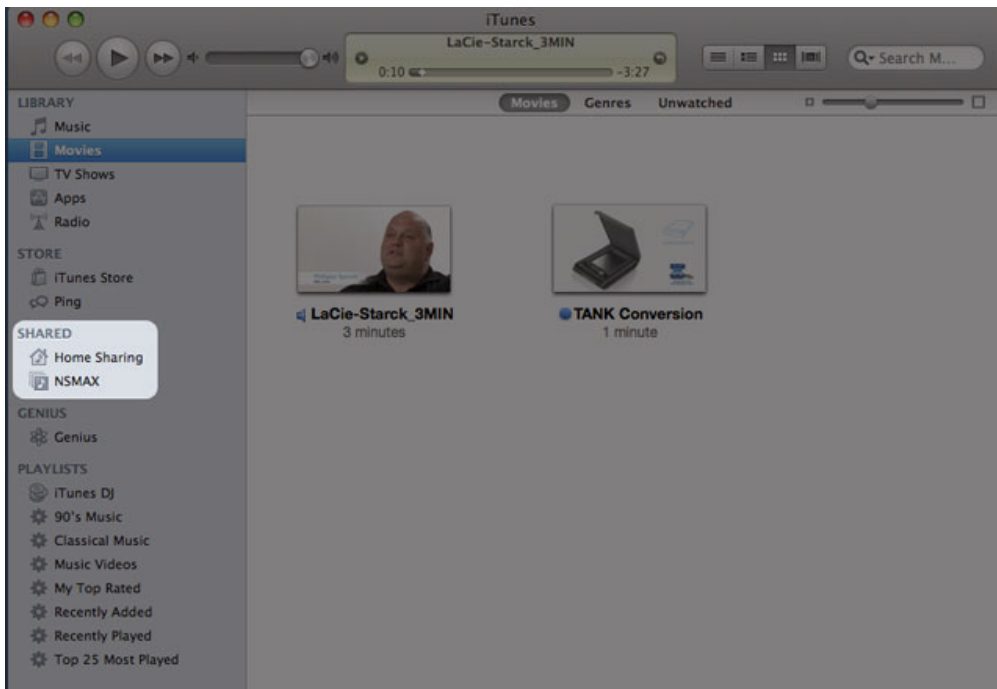 iTunes
LaCie-Starck_3MIN
0:10 -3:27
Search M...
LIBRARY
Music
Movies
TV Shows
Apps
Radio
STORE
iTunes Store
Ping
SHARED
Home Sharing
NSMAX
GENIUS
Genius
PLAYLISTS
iTunes DJ
90's Music
Classical Music
Music Videos
My Top Rated
Recently Added
Recently Played
Top 25 Most Played
Movies Genres Unwatched
LaCie-Starck_3MIN
3 minutes
TANK Conversion
1 minute